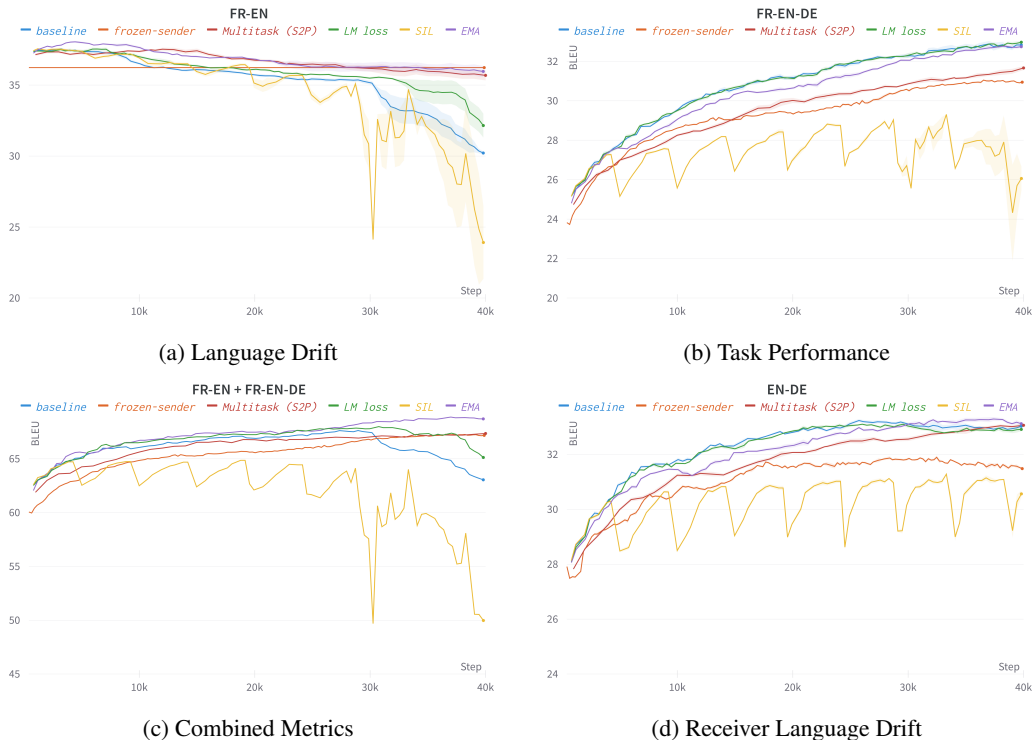 FR-EN
baseline frozen-sender Multitask (S2P) LM loss SIL EMA
35
30
25
20
Step
10k 20k 30k 40k
(a) Language Drift
FR-EN-DE
baseline frozen-sender Multitask (S2P) LM loss SIL EMA
BLEU
32
30
28
26
24
22
20
Step
10k 20k 30k 40k
(b) Task Performance
FR-EN + FR-EN-DE
baseline frozen-sender Multitask (S2P) LM loss SIL EMA
BLEU
65
60
55
50
45
Step
10k 20k 30k 40k
(c) Combined Metrics
EN-DE
baseline frozen-sender Multitask (S2P) LM loss SIL EMA
BLEU
32
30
28
26
24
Step
10k 20k 30k 40k
(d) Receiver Language Drift